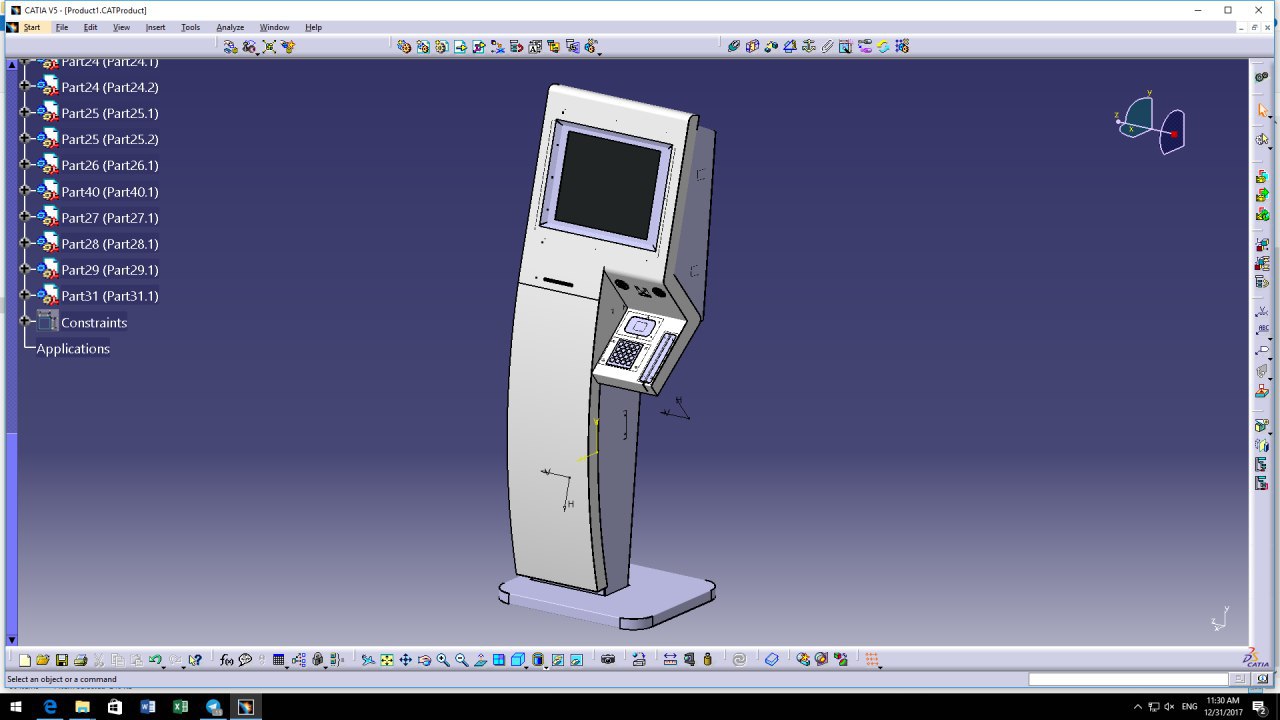 CATIA V5 - [Product1.CATProduct]
Start File Edit View Insert Tools Analyze Window Help
Part24 (Part24.1)
Part24 (Part24.2)
Part25 (Part25.1)
Part25 (Part25.2)
Part26 (Part26.1)
Part40 (Part40.1)
Part27 (Part27.1)
Part28 (Part28.1)
Part29 (Part29.1)
Part31 (Part31.1)
Constraints
Applications
y
z
x
H
V
V
H
y
z
x
ABC
f(x)
CATIA
Select an object or a command
ENG
11:30 AM
12/31/2017
2